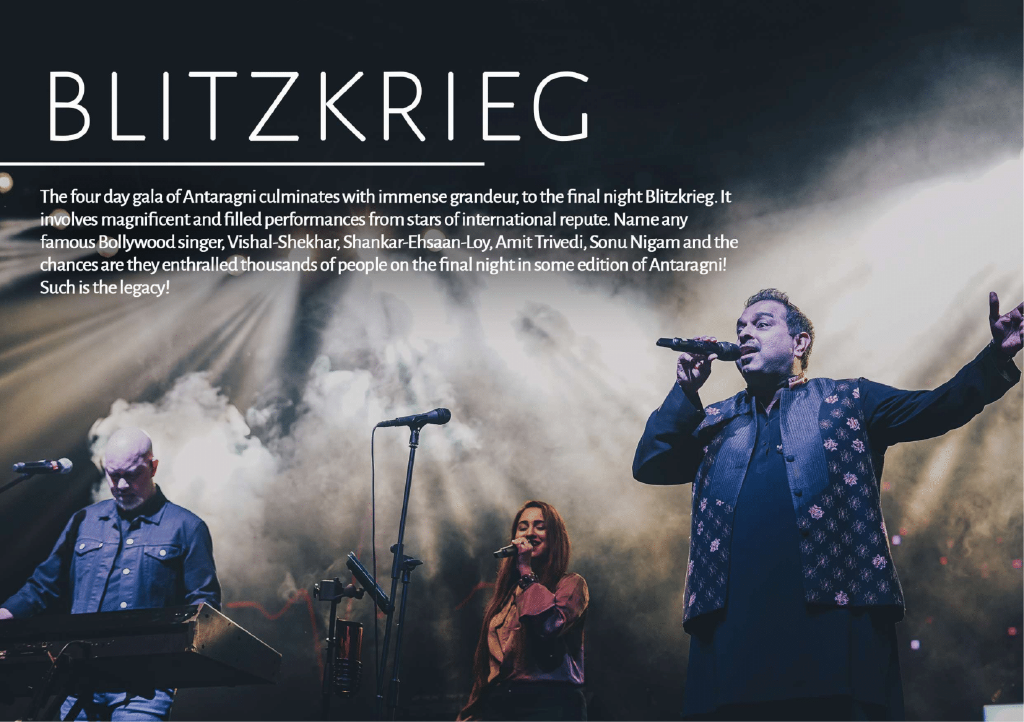 BLITZKRIEG
The four day gala of Antaragni culminates with immense grandeur, to the final night Blitzkrieg. It
involves magnificent and filled performances from stars of international repute. Name any
famous Bollywood singer, Vishal-Shekhar, Shankar-Ehsaan-Loy, Amit Trivedi, Sonu Nigam and the
chances are they enthralled thousands of people on the final night in some edition of Antaragni!
Such is the legacy!